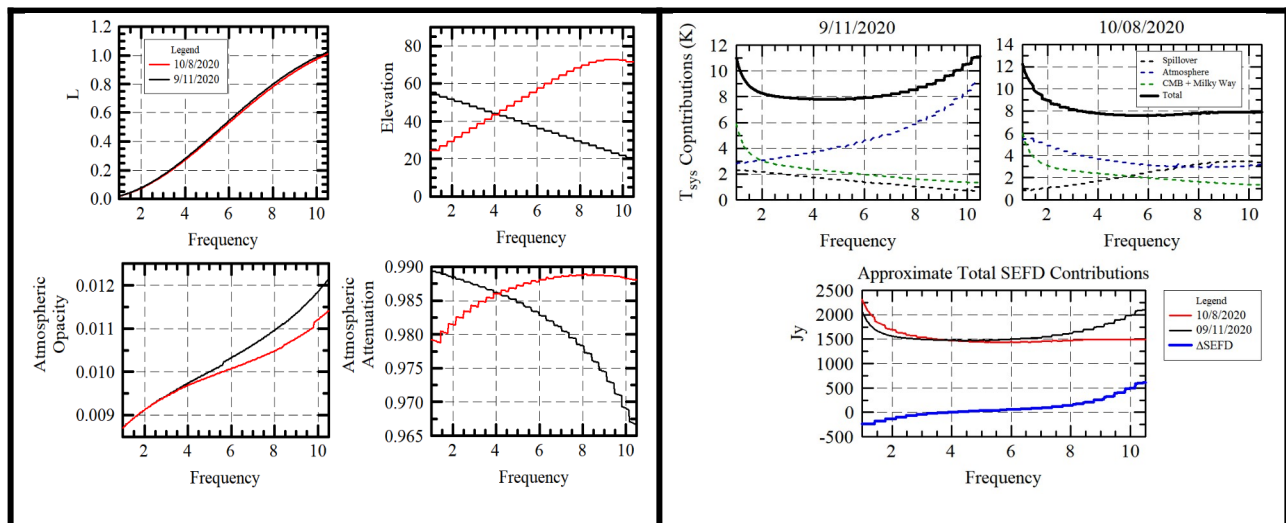 L
1.2
1.0
0.8
0.6
0.4
0.2
0.0
2 4 6 8 10
Frequency
Legend
10/8/2020
9/11/2020
Elevation
80
60
40
20
0
2 4 6 8 10
Frequency
Atmospheric
Opacity
0.012
0.0110
0.010
0.009
2 4 6 8 10
Frequency
Atmospheric
Attenuation
0.990
0.985
0.980
0.975
0.970
0.965
2 4 6 8 10
Frequency
9/11/2020
Tsys Copntributions (K)
12
10
8
6
4
2
0
2 4 6 8 10
Frequency
10/08/2020
14
12
10
8
6
4
2
0
Spillover
Atmosphere
CMB + Milky Way
Total
2 4 6 8 10
Frequency
Approximate Total SEFD Contributions
Jy
2500
2000
1500
1000
500
0
-500
2 4 6 8 10
Frequency
Legend
10/8/2020
09/11/2020
ΔSEFD